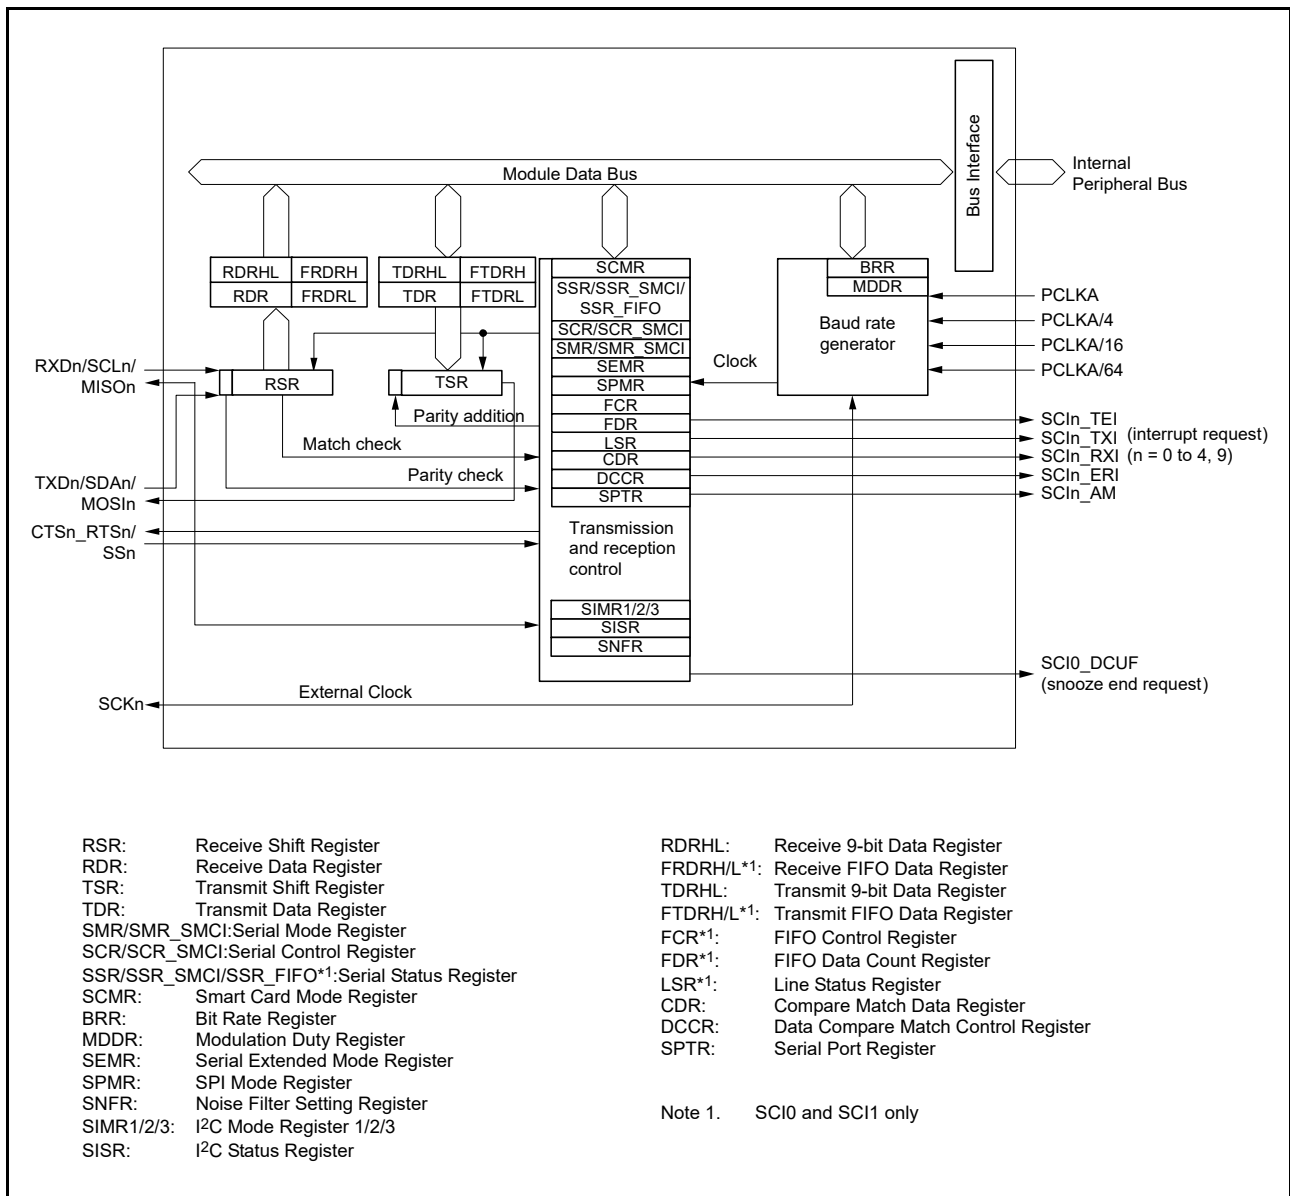 Bus Interface
Module Data Bus
Internal
Peripheral Bus
RDRHL FRDRH
RDR FRDRL
TDRHL FTDRH
TDR FTDRL
SCMR
SSR/SSR_SMCI/
SSR_FIFO
SCR/SCR_SMCI
SMR/SMR_SMCI
SEMR
SPMR
FCR
FDR
LSR
CDR
DCCR
SPTR
Transmission
and reception
control
SIMR1/2/3
SISR
SNFR
BRR
MDDR
Baud rate
generator
PCLKA
PCLKA/4
PCLKA/16
PCLKA/64
Clock
RXDn/SCLn/
MISOn
RSR
TSR
Parity addition
Match check
Parity check
TXDn/SDAn/
MOSIn
CTSn_RTSn/
SSn
SCIn_TEI
SCIn_TXI
SCIn_RXI
SCIn_ERI
SCIn_AM
(interrupt request)
(n = 0 to 4, 9)
SCI0_DCUF
(snooze end request)
External Clock
SCKn
RSR: Receive Shift Register
RDR: Receive Data Register
TSR: Transmit Shift Register
TDR: Transmit Data Register
SMR/SMR_SMCI:Serial Mode Register
SCR/SCR_SMCI:Serial Control Register
SSR/SSR_SMCI/SSR_FIFO*1:Serial Status Register
SCMR: Smart Card Mode Register
BRR: Bit Rate Register
MDDR: Modulation Duty Register
SEMR: Serial Extended Mode Register
SPMR: SPI Mode Register
SNFR: Noise Filter Setting Register
SIMR1/2/3: I2C Mode Register 1/2/3
SISR: I2C Status Register
RDRHL: Receive 9-bit Data Register
FRDRH/L*1: Receive FIFO Data Register
TDRHL: Transmit 9-bit Data Register
FTDRH/L*1: Transmit FIFO Data Register
FCR*1: FIFO Control Register
FDR*1: FIFO Data Count Register
LSR*1: Line Status Register
CDR: Compare Match Data Register
DCCR: Data Compare Match Control Register
SPTR: Serial Port Register
Note 1. SCI0 and SCI1 only